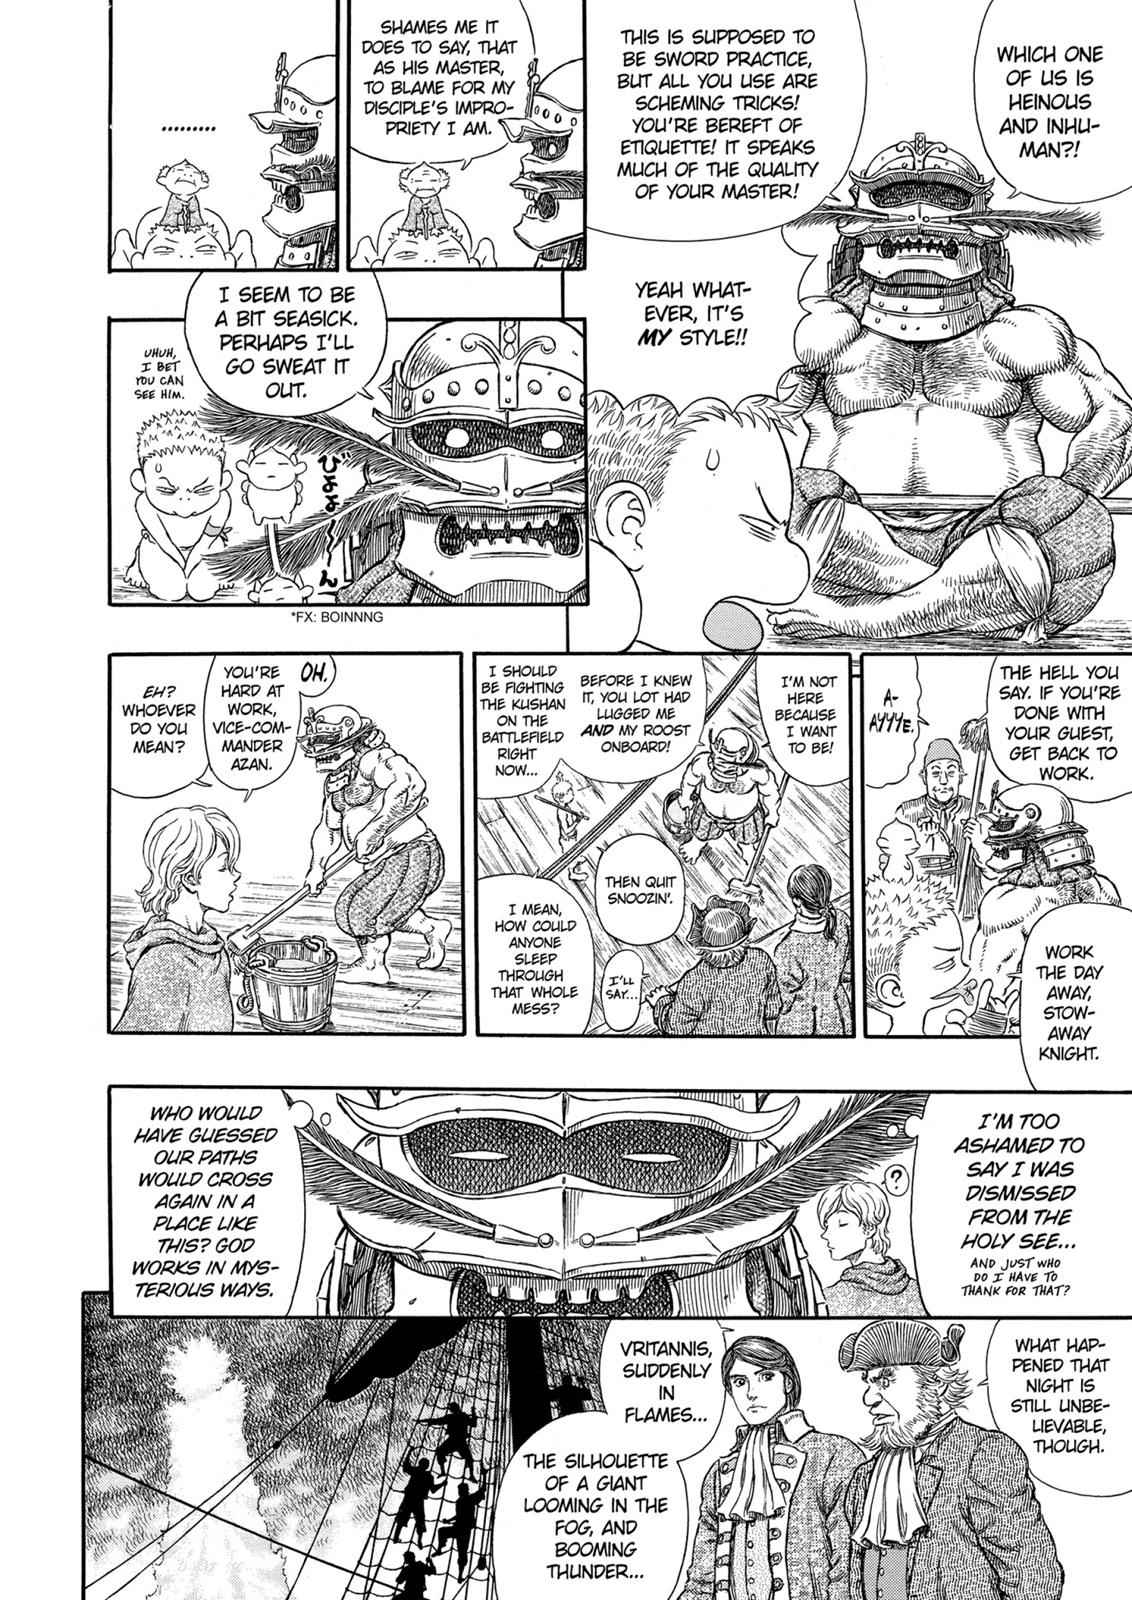 WHICH ONE
OF US IS
HEINOUS
AND INHU-
MAN?!
THIS IS SUPPOSED TO
BE SWORD PRACTICE,
BUT ALL YOU USE ARE
SCHEMING TRICKS!
YOU'RE BEREFT OF
ETIQUETTE! IT SPEAKS
MUCH OF THE QUALITY
OF YOUR MASTER!
YEAH WHAT-
EVER, IT'S
MY STYLE!!
SHAMES ME IT
DOES TO SAY, THAT
AS HIS MASTER,
TO BLAME FOR MY
DISCIPLE'S IMPRO-
PRIETY I AM.
..........
I SEEM TO BE
A BIT SEASICK.
PERHAPS I'LL
GO SWEAT IT
OUT.
UHUH,
I BET
YOU CAN
SEE HIM.
びよよ〜〜ん
*FX: BOINNNG
THE HELL YOU
SAY. IF YOU'RE
DONE WITH
YOUR GUEST,
GET BACK TO
WORK.
A-
AYYYE.
WORK
THE DAY
AWAY,
STOW-
AWAY
KNIGHT.
I'M NOT
HERE
BECAUSE
I WANT
TO BE!
BEFORE I KNEW
IT, YOU LOT HAD
LUGGED ME
AND MY ROOST
ONBOARD!
I SHOULD
BE FIGHTING
THE KUSHAN
ON THE
BATTLEFIELD
RIGHT
NOW...
THEN QUIT
SNOOZIN'.
I'LL
SAY...
I MEAN,
HOW COULD
ANYONE
SLEEP
THROUGH
THAT WHOLE
MESS?
OH.
YOU'RE
HARD AT
WORK,
VICE-COM-
MANDER
AZAN.
EH?
WHOEVER
DO YOU
MEAN?
I'M TOO
ASHAMED TO
SAY I WAS
DISMISSED
FROM THE
HOLY SEE...
AND JUST WHO
DO I HAVE TO
THANK FOR THAT?
?
WHO WOULD
HAVE GUESSED
OUR PATHS
WOULD CROSS
AGAIN IN A
PLACE LIKE
THIS? GOD
WORKS IN MYS-
TERIOUS WAYS.
WHAT HAP-
PENED THAT
NIGHT IS
STILL UNBE-
LIEVABLE,
THOUGH.
VRITANNIS,
SUDDENLY
IN
FLAMES...
THE SILHOUETTE
OF A GIANT
LOOMING IN THE
FOG, AND
BOOMING
THUNDER...